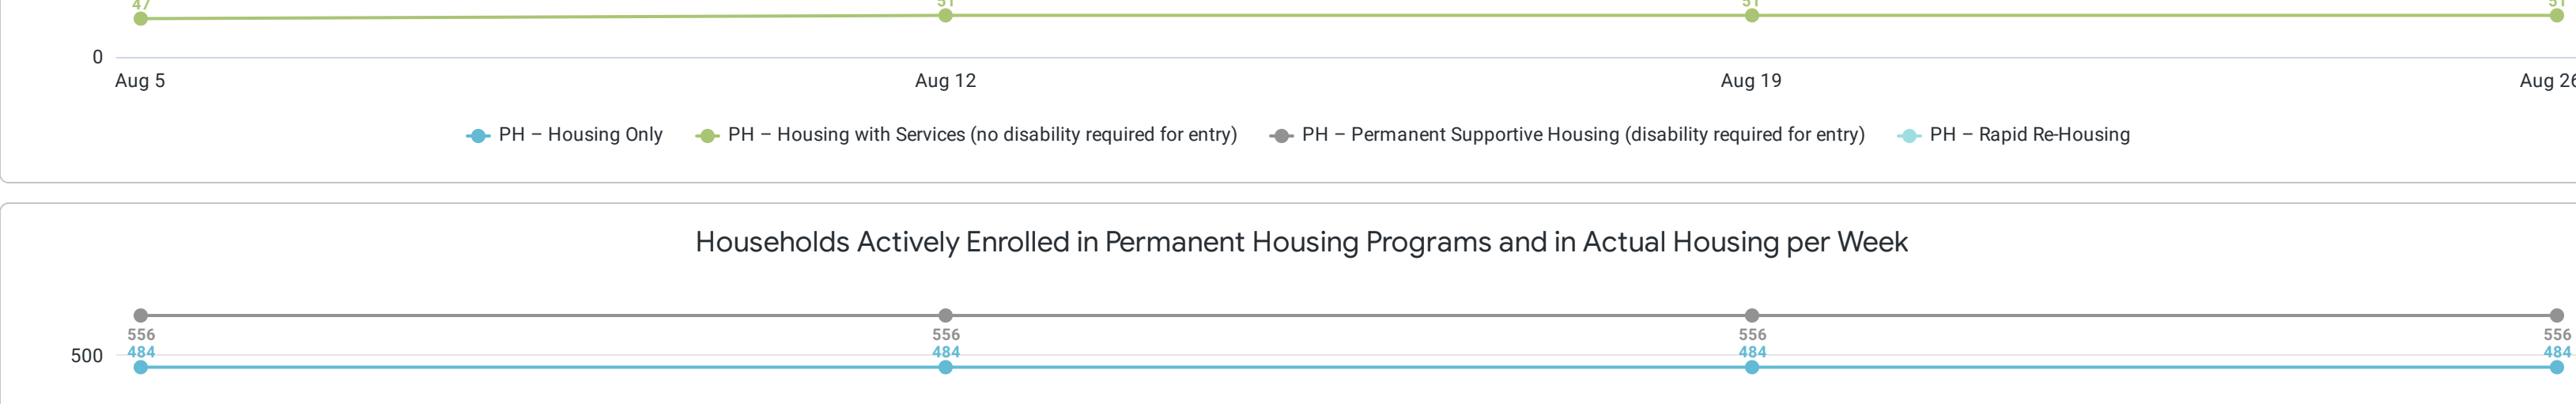 47 51 51 51
0
Aug 5 Aug 12 Aug 19 Aug 26
PH – Housing Only PH – Housing with Services (no disability required for entry) PH – Permanent Supportive Housing (disability required for entry) PH – Rapid Re-Housing
Households Actively Enrolled in Permanent Housing Programs and in Actual Housing per Week
556 556 556 556
500 484 484 484 484